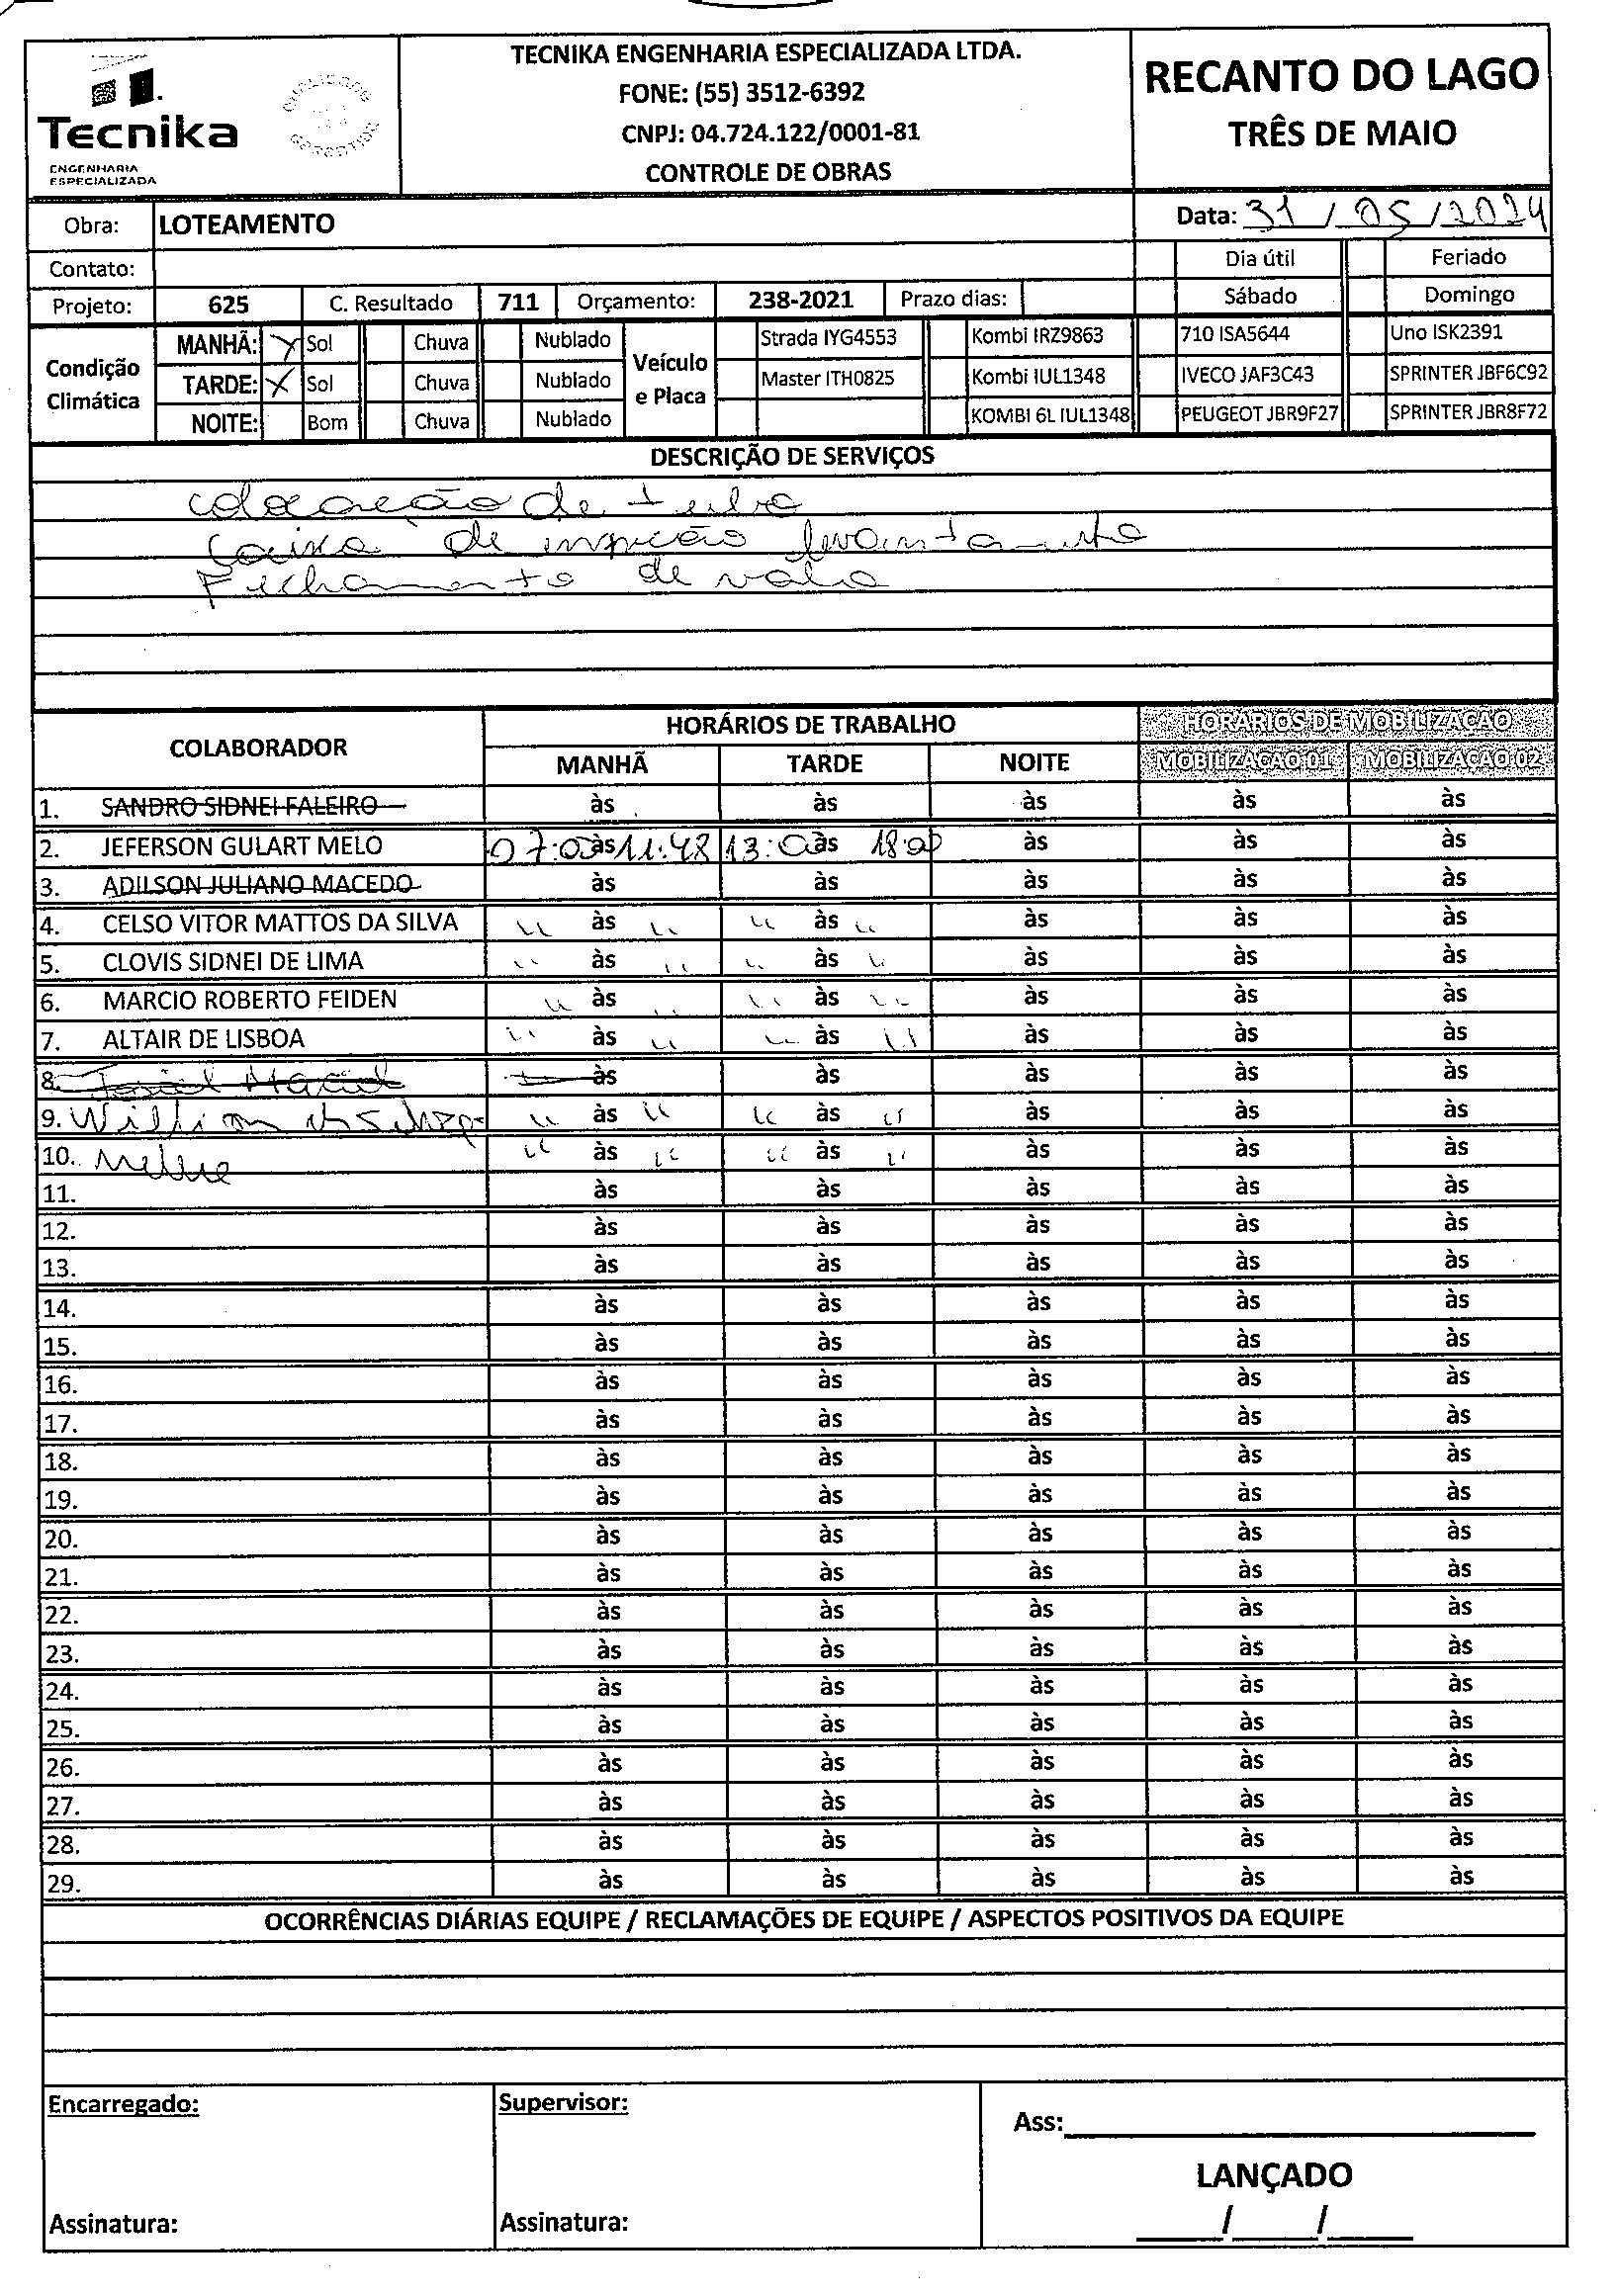 TECNIKA ENGENHARIA ESPECIALIZADA LTDA.
FONE: (55) 3512-6392
CNPJ: 04.724.122/0001-81
CONTROLE DE OBRAS
Tecnika
ENGENHARIA
ESPECIALIZADA
RECANTO DO LAGO
TRÊS DE MAIO
Obra: LOTEAMENTO Data: 31/05/2024
Contato: Dia útil Feriado
Projeto: 625 C. Resultado 711 Orçamento: 238-2021 Prazo dias: Sábado Domingo
Condição Climática
MANHÃ: X Sol Chuva Nublado
TARDE: X Sol Chuva Nublado
NOITE: Bom Chuva Nublado
Veículo e Placa
Strada IYG4553 Kombi IRZ9863 710 ISA5644 Uno ISK2391
Master ITH0825 Kombi IUL1348 IVECO JAF3C43 SPRINTER JBF6C92
KOMBI 6L IUL1348 PEUGEOT JBR9F27 SPRINTER JBR8F72
DESCRIÇÃO DE SERVIÇOS
colocação de tubo
caixa de inspeção
Fechamento de vala
COLABORADOR HORÁRIOS DE TRABALHO HORÁRIOS DE MOBILIZAÇAO
MANHÃ TARDE NOITE MOBILIZAÇAO 01 MOBILIZAÇAO 02
1. SANDRO SIDNEI FALEIRO às às às às às
2. JEFERSON GULART MELO 07:00 às 11:48 13:00 às 18:00 às às às
3. ADILSON JULIANO MACEDO às às às às às
4. CELSO VITOR MATTOS DA SILVA " às " " às " às às às
5. CLOVIS SIDNEI DE LIMA " às " " às " às às às
6. MARCIO ROBERTO FEIDEN " às " " às " às às às
7. ALTAIR DE LISBOA " às " " às " às às às
8. às às às às às
9. Willian " às " " às " às às às
10. " às " " às " às às às
11. às às às às às
12. às às às às às
13. às às às às às
14. às às às às às
15. às às às às às
16. às às às às às
17. às às às às às
18. às às às às às
19. às às às às às
20. às às às às às
21. às às às às às
22. às às às às às
23. às às às às às
24. às às às às às
25. às às às às às
26. às às às às às
27. às às às às às
28. às às às às às
29. às às às às às
OCORRÊNCIAS DIÁRIAS EQUIPE / RECLAMAÇÕES DE EQUIPE / ASPECTOS POSITIVOS DA EQUIPE
Encarregado: Supervisor:
Ass:
LANÇADO
Assinatura: Assinatura: / /